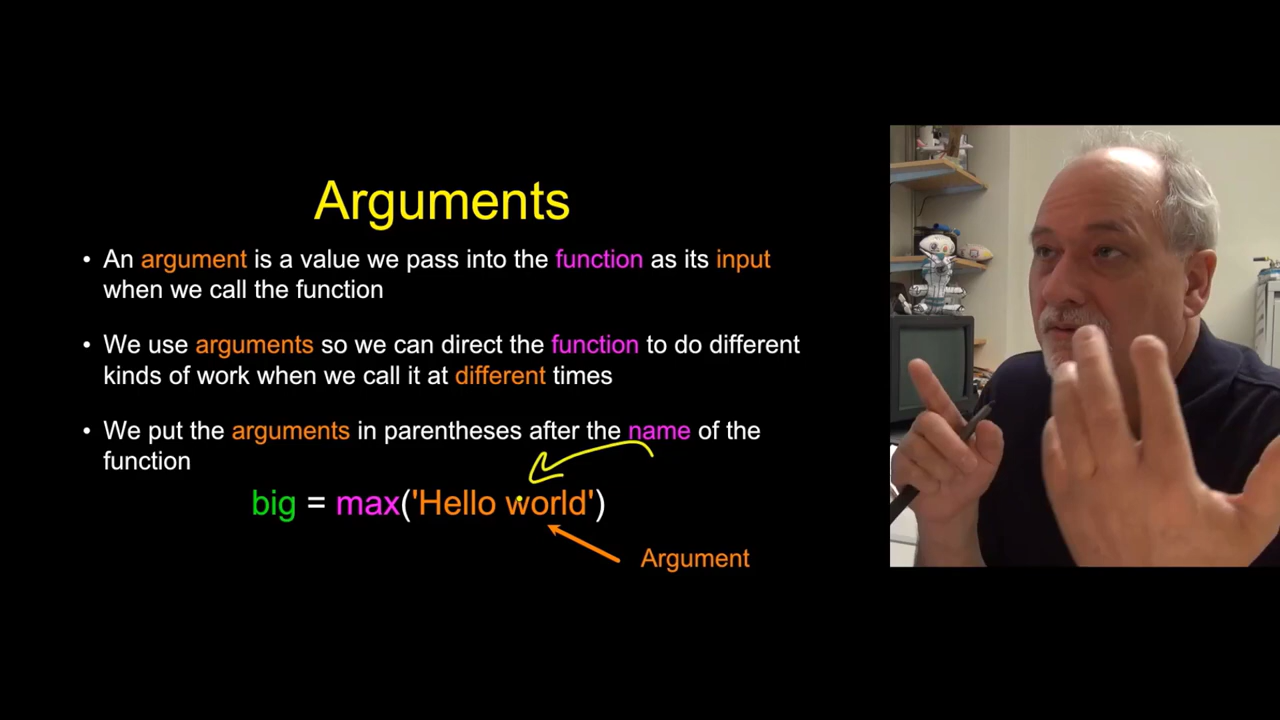 Arguments
• An argument is a value we pass into the function as its input
when we call the function
• We use arguments so we can direct the function to do different
kinds of work when we call it at different times
• We put the arguments in parentheses after the name of the
function
big = max('Hello world')
Argument